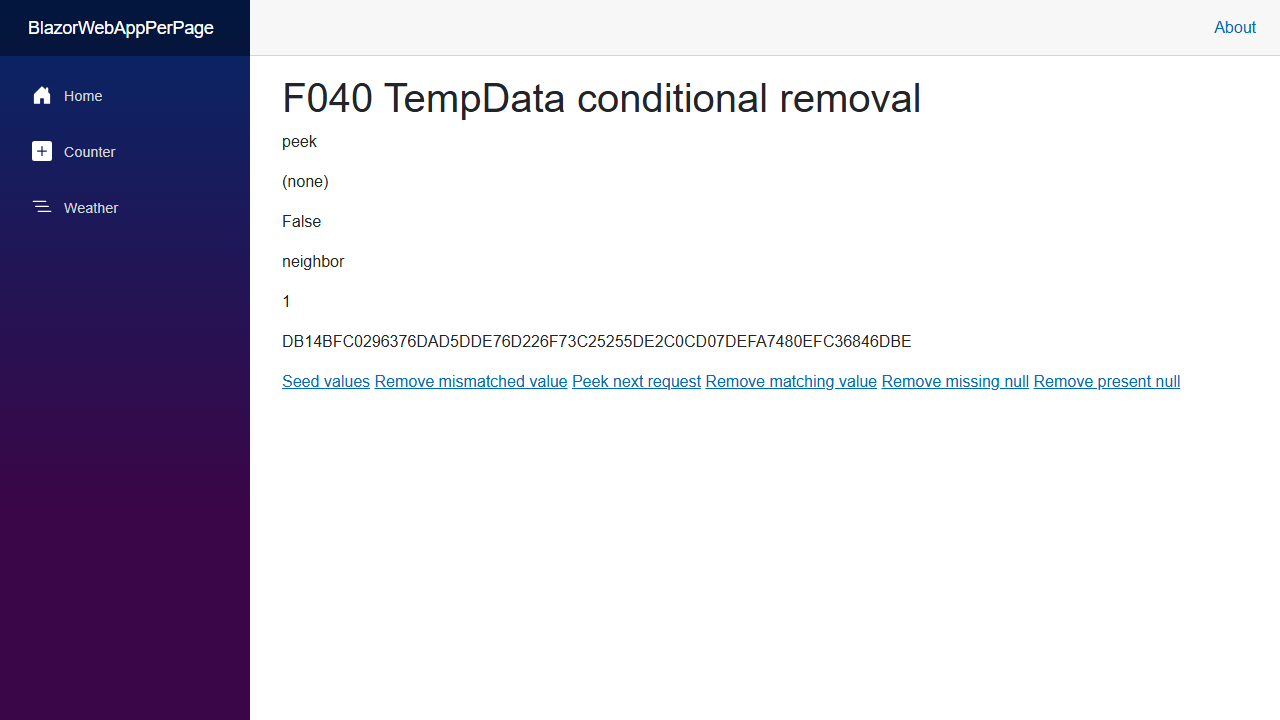 BlazorWebAppPerPage
About
Home
Counter
Weather
F040 TempData conditional removal
peek
(none)
False
neighbor
1
DB14BFC0296376DAD5DDE76D226F73C25255DE2C0CD07DEFA7480EFC36846DBE
Seed values Remove mismatched value Peek next request Remove matching value Remove missing null Remove present null